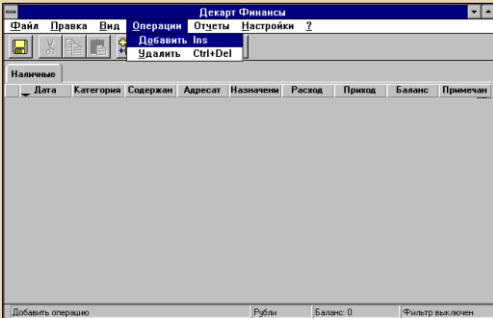 Декарт Финансы
Файл Правка Вид Операции Отчеты Настройки ?
Добавить Ins
Удалить Ctrl+Del
Наличные
Дата Категория Содержан Адресат Назначени Расход Приход Баланс Примечан
Добавить операцию Рубли Баланс: 0 Фильтр выключен